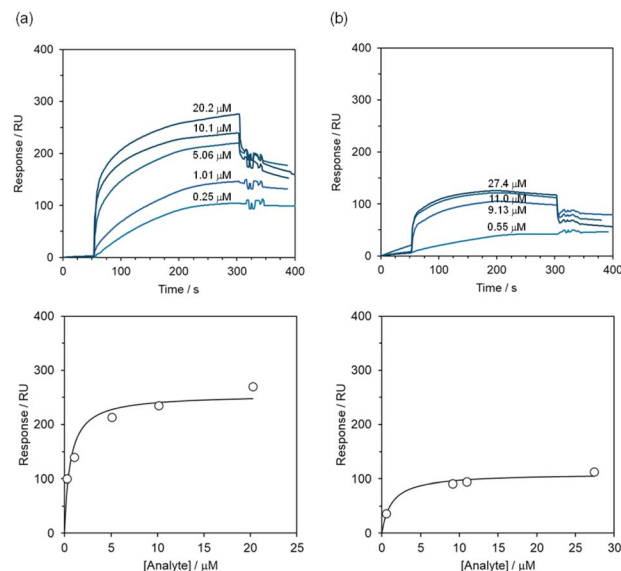 (a)
(b)
400
300
200
100
0
Response / RU
20.2 μM
10.1 μM
5.06 μM
1.01 μM
0.25 μM
0
100
200
300
400
Time / s
400
300
200
100
0
Response / RU
27.4 μM
11.0 μM
9.13 μM
0.55 μM
0
100
200
300
400
Time / s
400
300
200
100
0
Response / RU
0
5
10
15
20
25
[Analyte] / μM
400
300
200
100
0
Response / RU
0
5
10
15
20
25
30
[Analyte] / μM